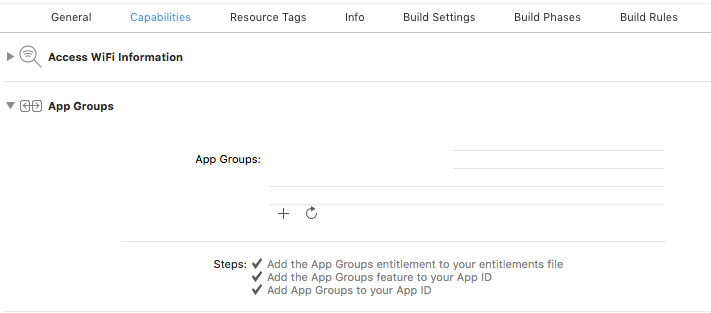 General Capabilities Resource Tags Info Build Settings Build Phases Build Rules
Access WiFi Information
App Groups
App Groups:
Steps: ✔ Add the App Groups entitlement to your entitlements file
✔ Add the App Groups feature to your App ID
✔ Add App Groups to your App ID